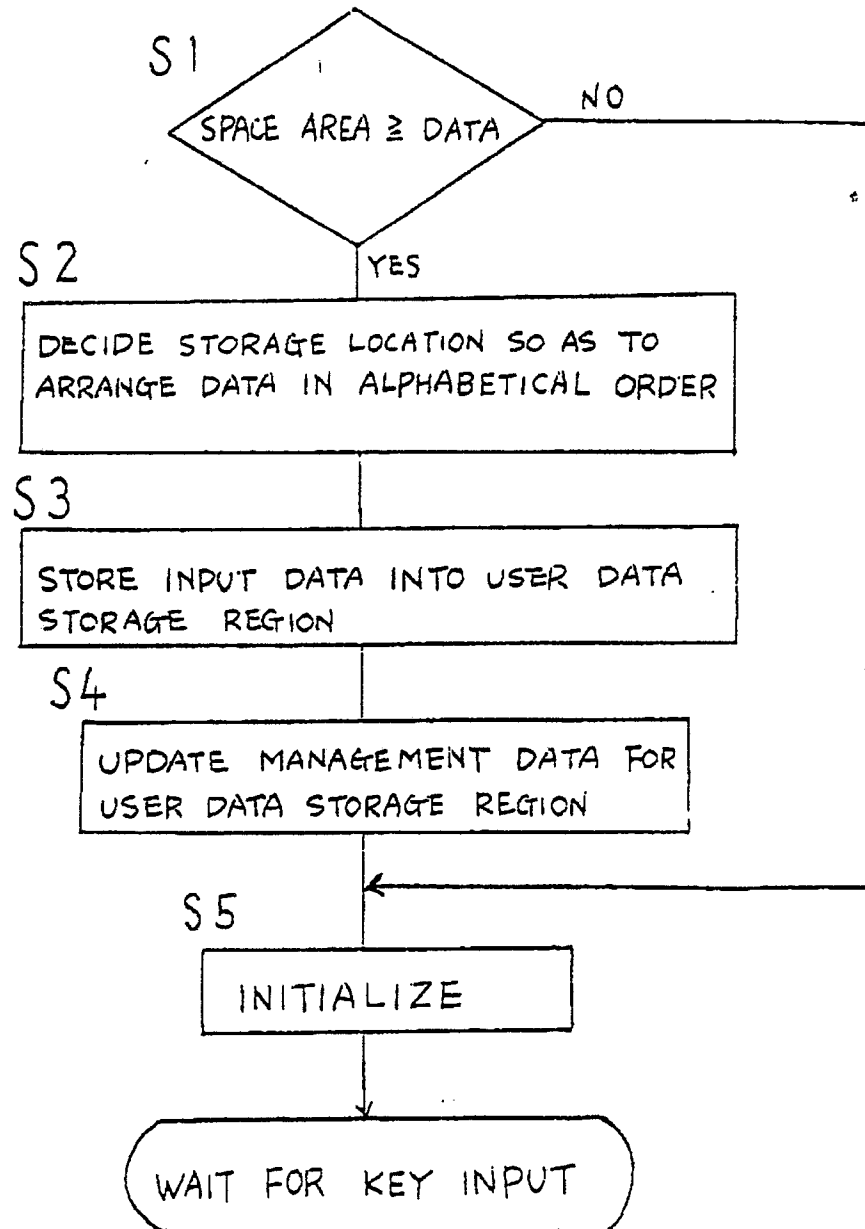 S1
SPACE AREA ≧ DATA
NO
YES
S2
DECIDE STORAGE LOCATION SO AS TO
ARRANGE DATA IN ALPHABETICAL ORDER
S3
STORE INPUT DATA INTO USER DATA
STORAGE REGION
S4
UPDATE MANAGEMENT DATA FOR
USER DATA STORAGE REGION
S5
INITIALIZE
WAIT FOR KEY INPUT